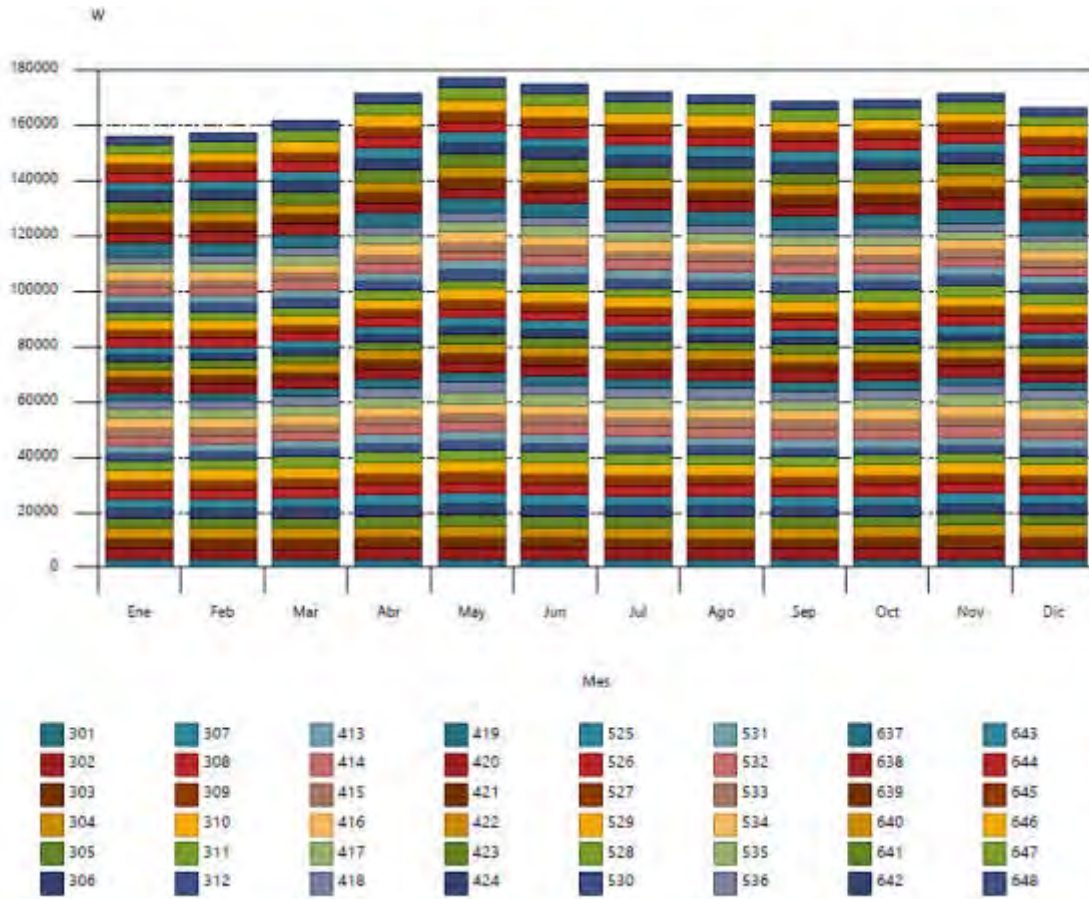 W
180000
160000
140000
120000
100000
80000
60000
40000
20000
0
Ene Feb Mar Abr May Jun Jul Ago Sep Oct Nov Dic
Mes
301 307 413 419 525 531 637 643
302 308 414 420 526 532 638 644
303 309 415 421 527 533 639 645
304 310 416 422 529 534 640 646
305 311 417 423 528 535 641 647
306 312 418 424 530 536 642 648